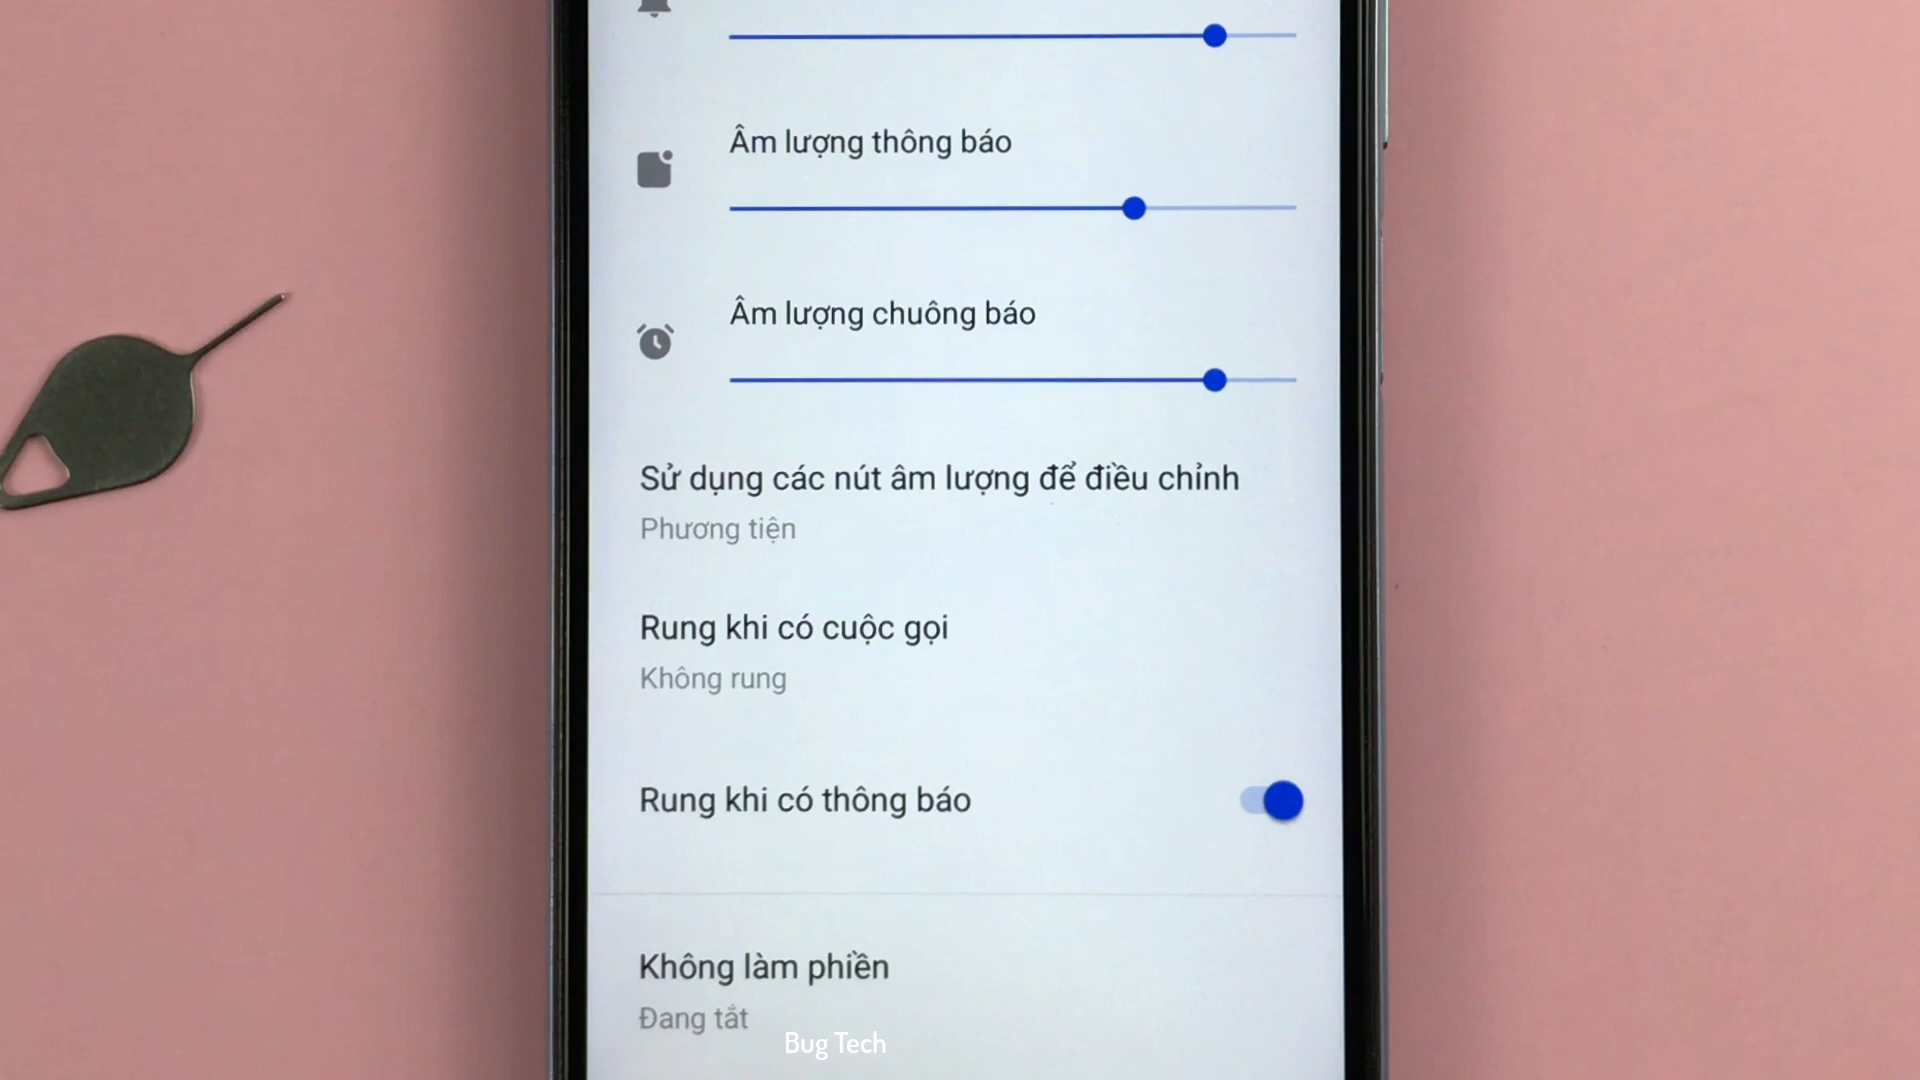 Âm lượng thông báo
Âm lượng chuông báo
Sử dụng các nút âm lượng để điều chỉnh
Phương tiện
Rung khi có cuộc gọi
Không rung
Rung khi có thông báo
Không làm phiền
Đang tắt
Bug Tech